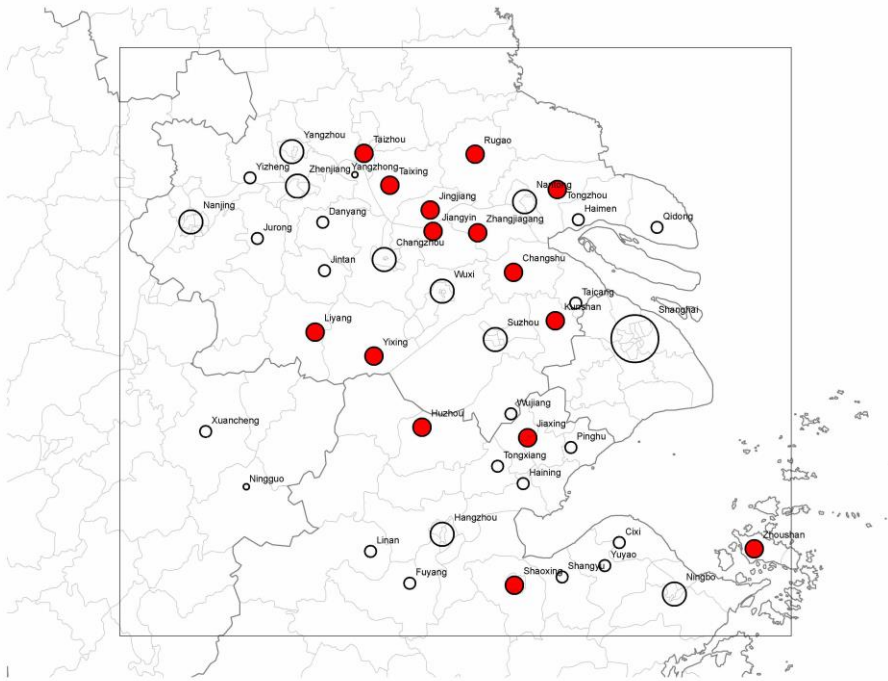 Yangzhou
Taizhou
Rugao
Yizheng
Zhenjiang
Yangzhong
Taixing
Nantong
Tongzhou
Nanjing
Danyang
Jingjiang
Jiangyin
Zhangjiagang
Haimen
Qidong
Jurong
Changzhou
Jintan
Wuxi
Changshu
Taicang
Kunshan
Shanghai
Liyang
Yixing
Suzhou
Xuancheng
Huzhou
Wujiang
Jiaxing
Pinghu
Tongxiang
Haining
Ningguo
Hangzhou
Linan
Fuyang
Cixi
Yuyao
Shangyu
Shaoxing
Ningbo
Zhoushan